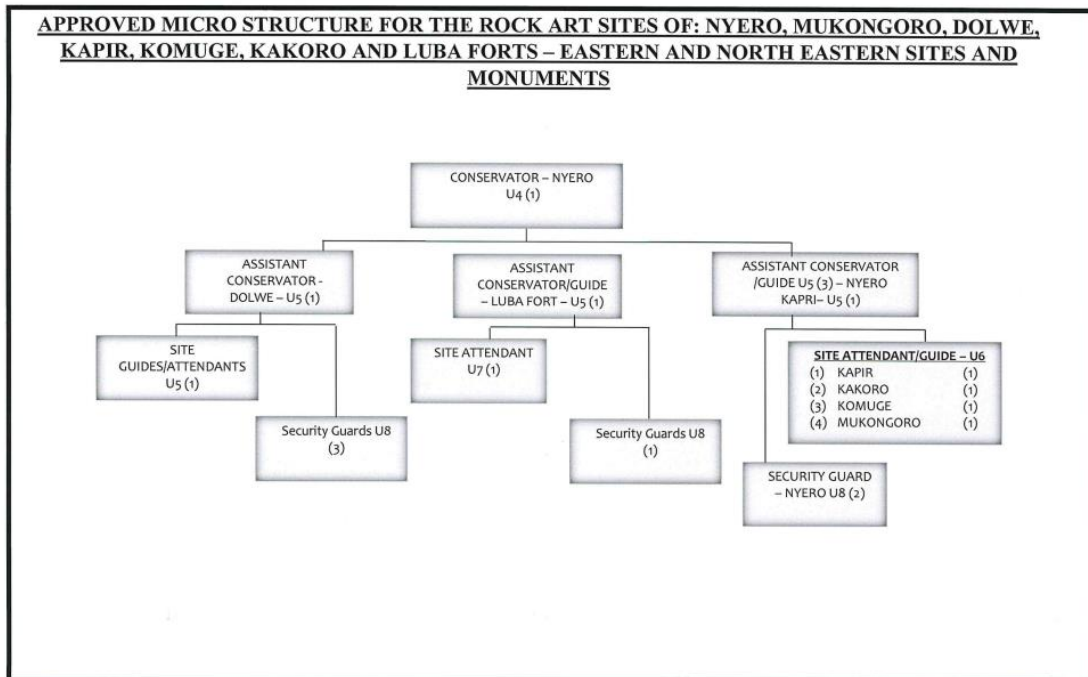 APPROVED MICRO STRUCTURE FOR THE ROCK ART SITES OF: NYERO, MUKONGORO, DOLWE,
KAPIR, KOMUGE, KAKORO AND LUBA FORTS – EASTERN AND NORTH EASTERN SITES AND
MONUMENTS
CONSERVATOR – NYERO
U4 (1)
ASSISTANT
CONSERVATOR -
DOLWE – U5 (1)
ASSISTANT
CONSERVATOR/GUIDE
– LUBA FORT – U5 (1)
ASSISTANT CONSERVATOR
/GUIDE U5 (3) – NYERO
KAPRI– U5 (1)
SITE
GUIDES/ATTENDANTS
U5 (1)
SITE ATTENDANT
U7 (1)
SITE ATTENDANT/GUIDE – U6
(1) KAPIR (1)
(2) KAKORO (1)
(3) KOMUGE (1)
(4) MUKONGORO (1)
Security Guards U8
(3)
Security Guards U8
(1)
SECURITY GUARD
– NYERO U8 (2)